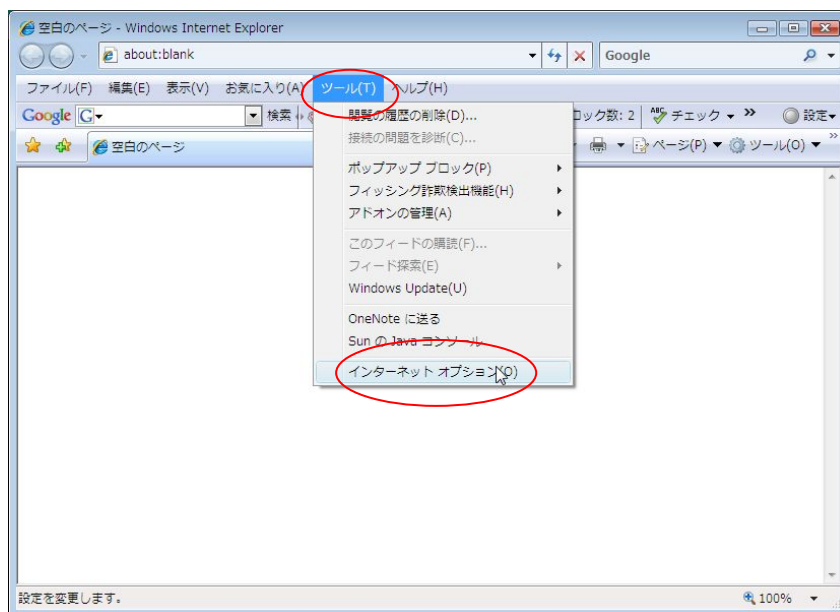 空白のページ - Windows Internet Explorer
about:blank
Google
ファイル(F) 編集(E) 表示(V) お気に入り(A) ツール(T) ヘルプ(H)
Google G 検索 ロック数: 2 ABC チェック 設定
空白のページ ページ(P) ツール(O)
閲覧の履歴の削除(D)...
接続の問題を診断(C)...
ポップアップ ブロック(P)
フィッシング詐欺検出機能(H)
アドオンの管理(A)
このフィードの購読(F)...
フィード探索(E)
Windows Update(U)
OneNote に送る
Sun の Java コンソール
インターネット オプション(O)
設定を変更します。
100%